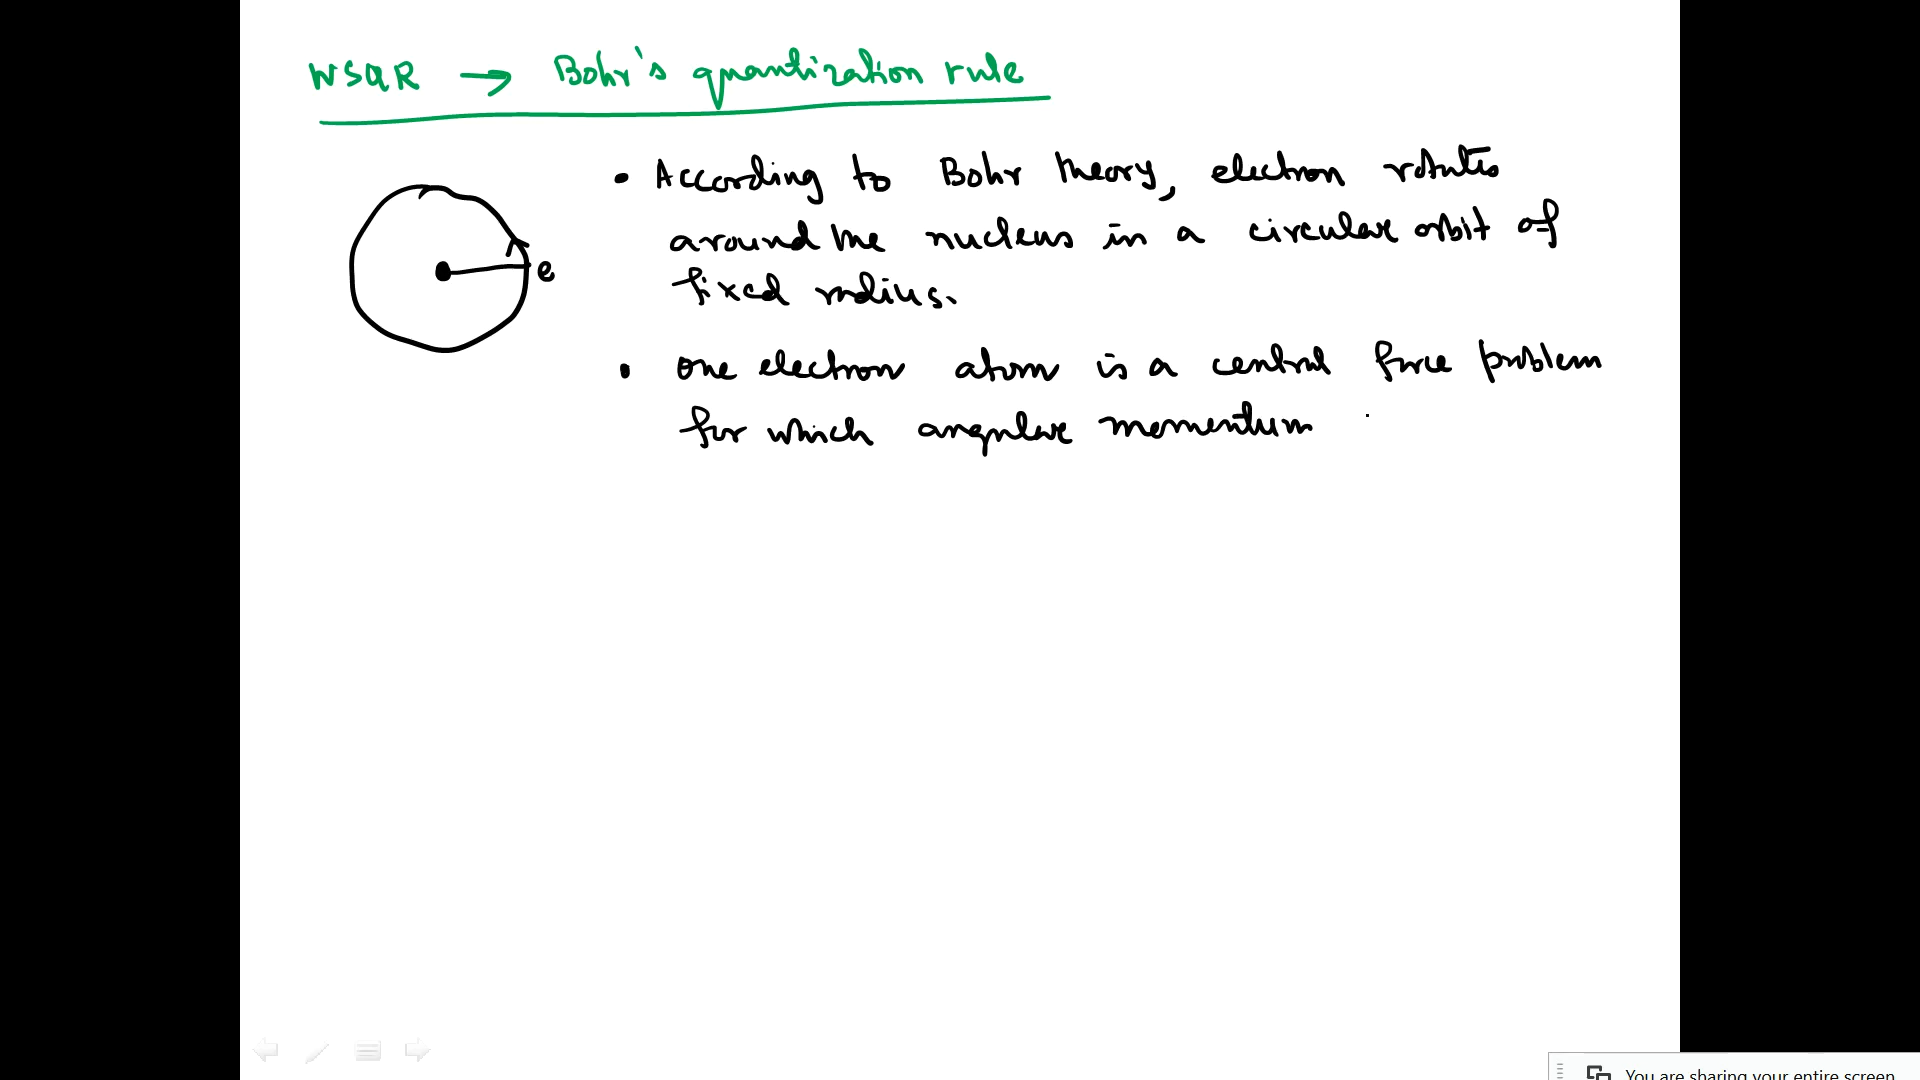 WSQR → Bohr's quantization rule
• According to Bohr theory, electron rotates
around the nucleus in a circular orbit of
fixed radius.
e
• One electron atom is a central force problem
for which angular momentum
You are sharing your entire screen